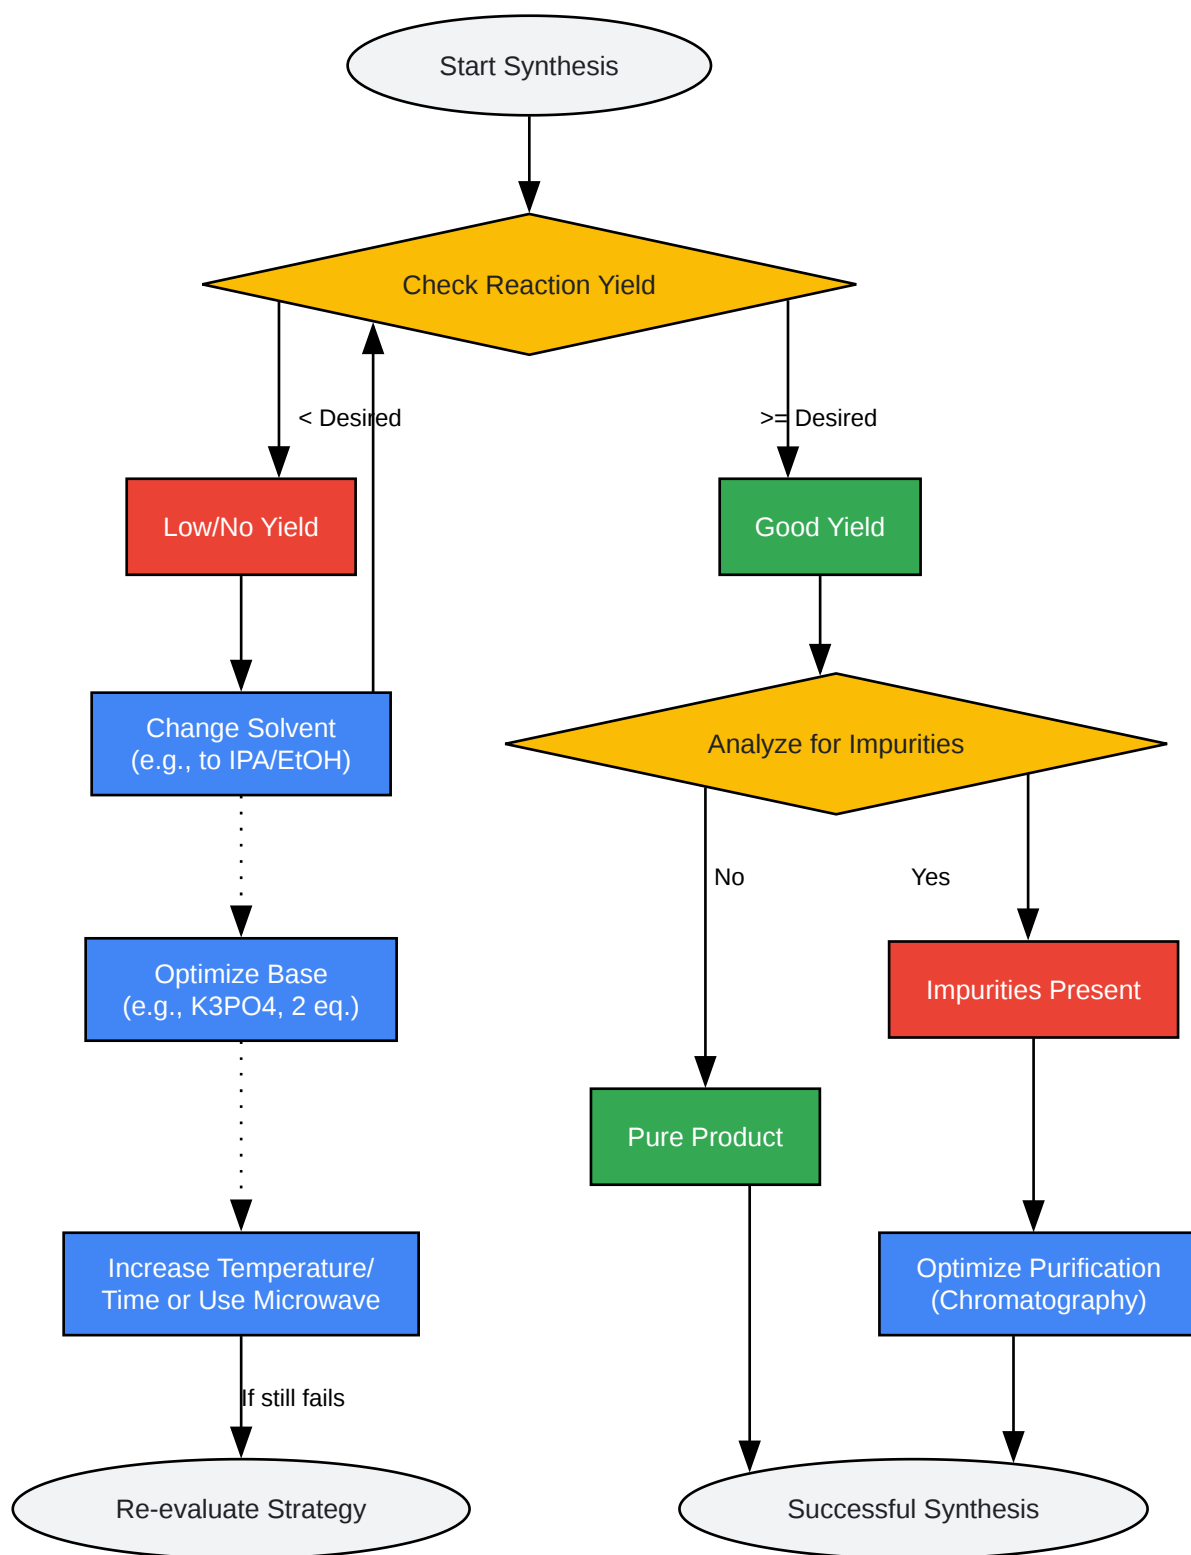 Start Synthesis
Check Reaction Yield
< Desired
>= Desired
Low/No Yield
Good Yield
Change Solvent
(e.g., to IPA/EtOH)
Analyze for Impurities
No
Yes
Optimize Base
(e.g., K3PO4, 2 eq.)
Impurities Present
Pure Product
Increase Temperature/
Time or Use Microwave
Optimize Purification
(Chromatography)
If still fails
Re-evaluate Strategy
Successful Synthesis